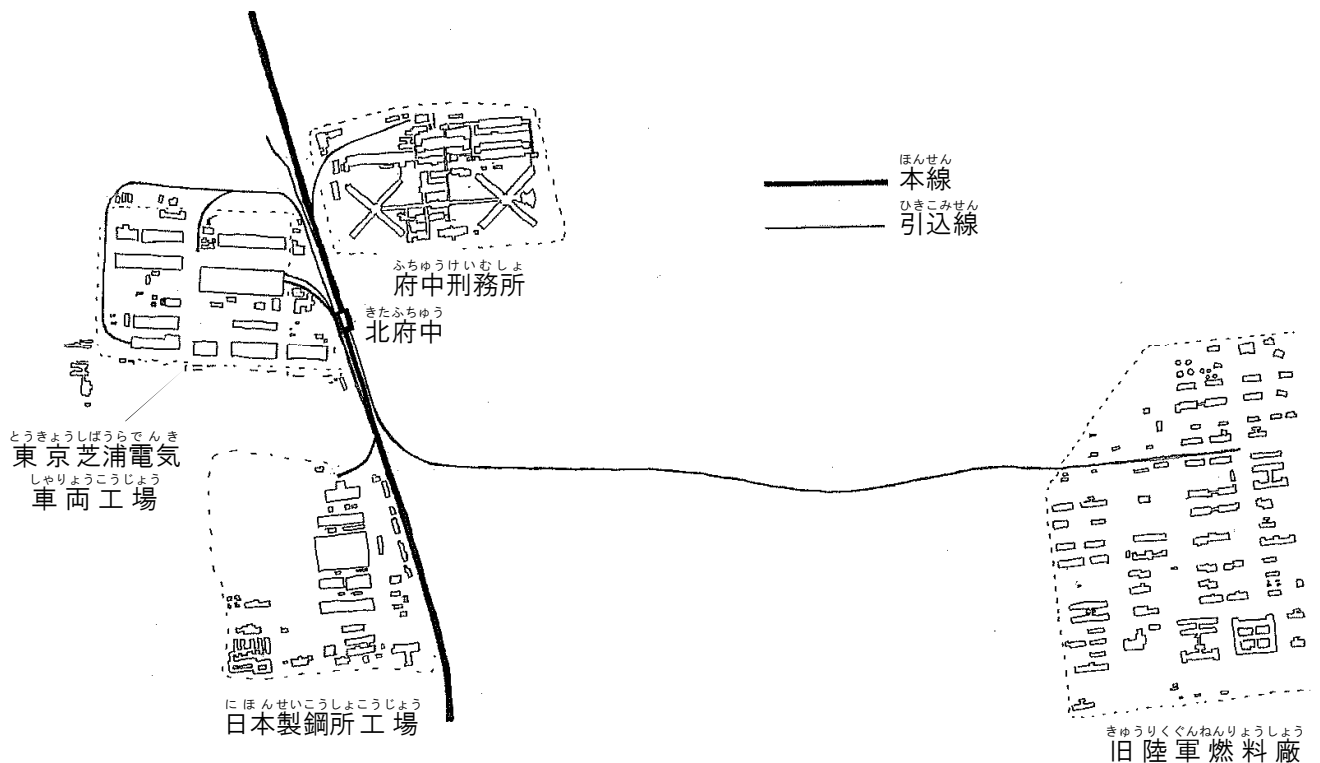 ほんせん
本線
ひきこみせん
引込線
ふちゅうけいむしょ
府中刑務所
きたふちゅう
北府中
とうきょうしばうらでんき
東京芝浦電気
しゃりょうこうじょう
車両工場
にほんせいこうしょこうじょう
日本製鋼所工場
きゅうりくぐんねんりょうしょう
旧陸軍燃料廠